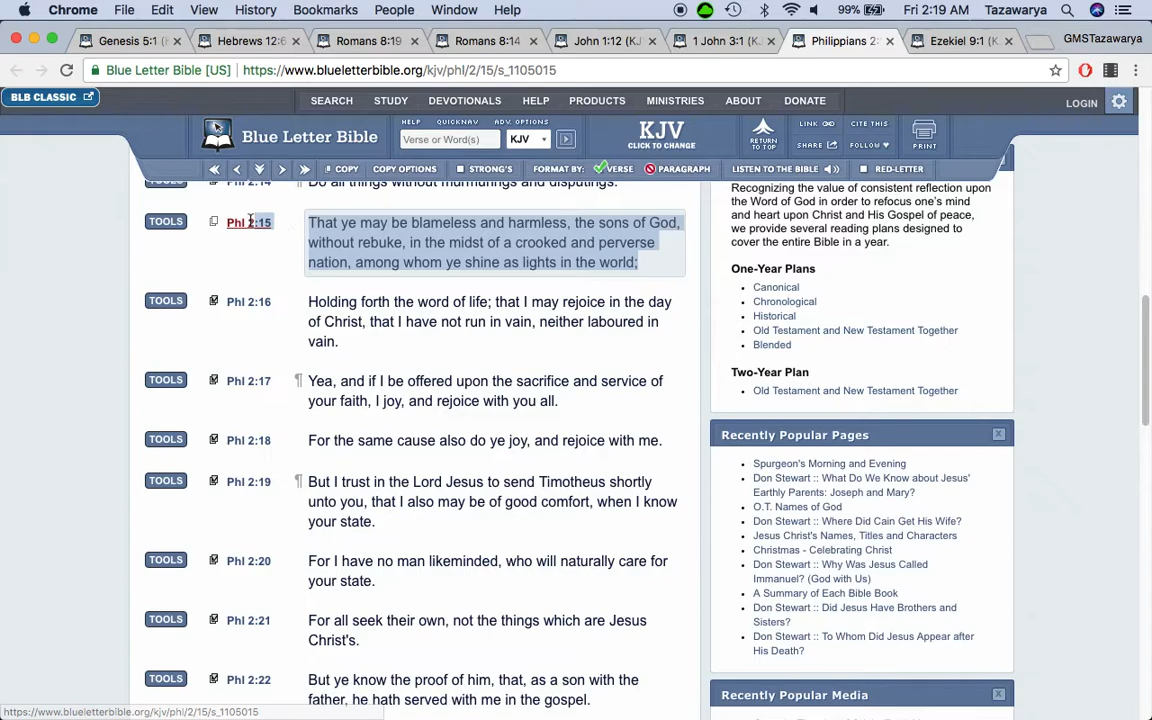 Chrome File Edit View History Bookmarks People Window Help 99% Fri 2:19 AM Tazawarya
Genesis 5:1 (K Hebrews 12:6 Romans 8:19 Romans 8:14 John 1:12 (KJ 1 John 3:1 (KJ Philippians 2: Ezekiel 9:1 (K GMSTazawarya
Blue Letter Bible [US] https://www.blueletterbible.org/kjv/phl/2/15/s_1105015
BLB CLASSIC
SEARCH STUDY DEVOTIONALS HELP PRODUCTS MINISTRIES ABOUT DONATE LOGIN
Blue Letter Bible
HELP QUICKNAV ADV. OPTIONS
Verse or Word(s) KJV
KJV
CLICK TO CHANGE
RETURN
TO TOP
LINK CITE THIS
SHARE FOLLOW
PRINT
COPY COPY OPTIONS STRONG'S FORMAT BY: VERSE PARAGRAPH LISTEN TO THE BIBLE RED-LETTER
Phl 2:14 ¶ Do all things without murmurings and disputings:
TOOLS Phl 2:15 That ye may be blameless and harmless, the sons of God,
without rebuke, in the midst of a crooked and perverse
nation, among whom ye shine as lights in the world;
TOOLS Phl 2:16 Holding forth the word of life; that I may rejoice in the day
of Christ, that I have not run in vain, neither laboured in
vain.
TOOLS Phl 2:17 ¶ Yea, and if I be offered upon the sacrifice and service of
your faith, I joy, and rejoice with you all.
TOOLS Phl 2:18 For the same cause also do ye joy, and rejoice with me.
TOOLS Phl 2:19 ¶ But I trust in the Lord Jesus to send Timotheus shortly
unto you, that I also may be of good comfort, when I know
your state.
TOOLS Phl 2:20 For I have no man likeminded, who will naturally care for
your state.
TOOLS Phl 2:21 For all seek their own, not the things which are Jesus
Christ's.
TOOLS Phl 2:22 But ye know the proof of him, that, as a son with the
father, he hath served with me in the gospel.
Recognizing the value of consistent reflection upon
the Word of God in order to refocus one's mind
and heart upon Christ and His Gospel of peace,
we provide several reading plans designed to
cover the entire Bible in a year.
One-Year Plans
Canonical
Chronological
Historical
Old Testament and New Testament Together
Blended
Two-Year Plan
Old Testament and New Testament Together
Recently Popular Pages
Spurgeon's Morning and Evening
Don Stewart :: What Do We Know about Jesus'
Earthly Parents: Joseph and Mary?
O.T. Names of God
Don Stewart :: Where Did Cain Get His Wife?
Jesus Christ's Names, Titles and Characters
Christmas - Celebrating Christ
Don Stewart :: Why Was Jesus Called
Immanuel? (God with Us)
A Summary of Each Bible Book
Don Stewart :: Did Jesus Have Brothers and
Sisters?
Don Stewart :: To Whom Did Jesus Appear after
His Death?
Recently Popular Media
https://www.blueletterbible.org/kjv/phl/2/15/s_1105015